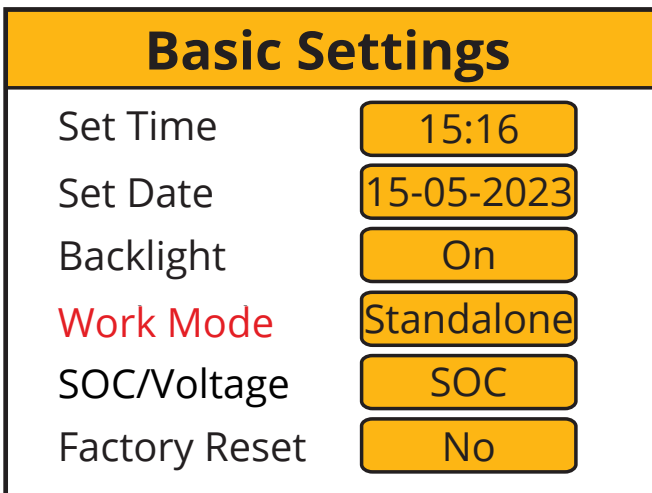 Basic Settings
Set Time 15:16
Set Date 15-05-2023
Backlight On
Work Mode Standalone
SOC/Voltage SOC
Factory Reset No